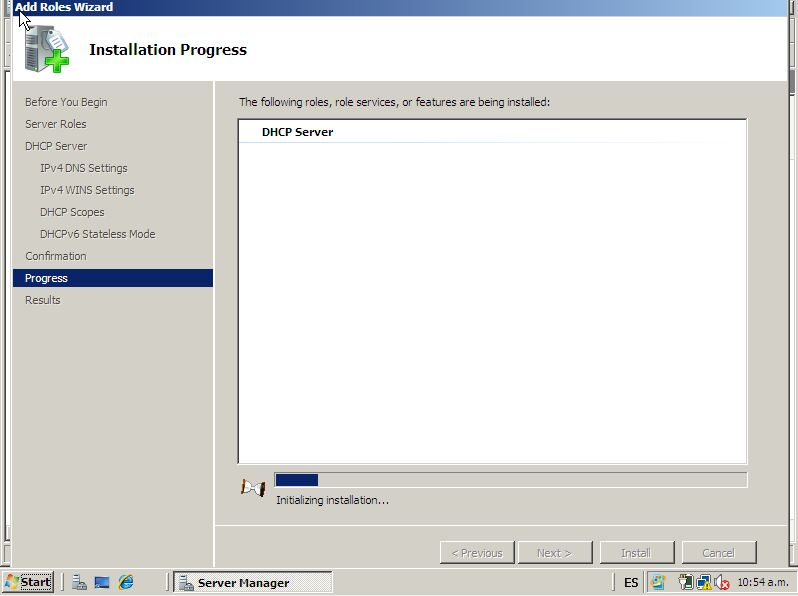 Add Roles Wizard
Installation Progress
Before You Begin
Server Roles
DHCP Server
IPv4 DNS Settings
IPv4 WINS Settings
DHCP Scopes
DHCPv6 Stateless Mode
Confirmation
Progress
Results
The following roles, role services, or features are being installed:
DHCP Server
Initializing installation...
< Previous
Next >
Install
Cancel
Start
Server Manager
ES
10:54 a.m.